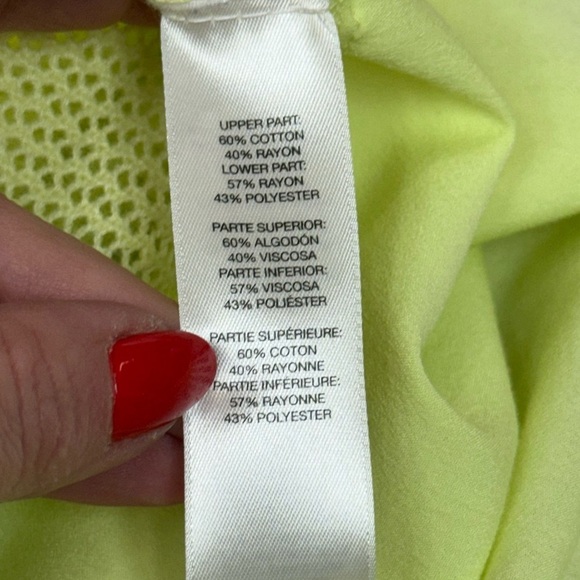 UPPER PART:
60% COTTON
40% RAYON
LOWER PART:
57% RAYON
43% POLYESTER
PARTE SUPERIOR:
60% ALGODÓN
40% VISCOSA
PARTE INFERIOR:
57% VISCOSA
43% POLIÉSTER
PARTIE SUPÉRIEURE:
60% COTON
40% RAYONNE
PARTIE INFÉRIEURE:
57% RAYONNE
43% POLYESTER